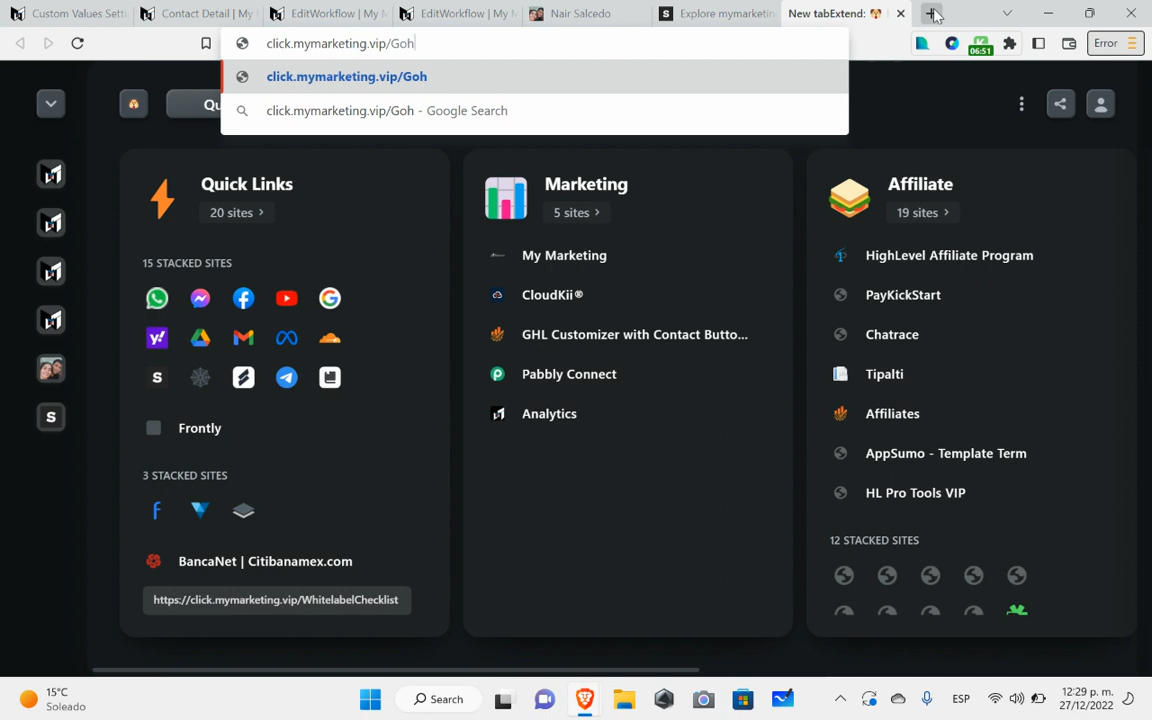 Custom Values Setti
Contact Detail | My
EditWorkflow | My M
EditWorkflow | My M
Nair Salcedo
Explore mymarketin
New tabExtend:
click.mymarketing.vip/Goh
06:51
Error
click.mymarketing.vip/Goh
click.mymarketing.vip/Goh - Google Search
Qu
Quick Links
20 sites
15 STACKED SITES
Frontly
3 STACKED SITES
BancaNet | Citibanamex.com
https://click.mymarketing.vip/WhitelabelChecklist
Marketing
5 sites
My Marketing
CloudKii®
GHL Customizer with Contact Butto...
Pabbly Connect
Analytics
Affiliate
19 sites
HighLevel Affiliate Program
PayKickStart
Chatrace
Tipalti
Affiliates
AppSumo - Template Term
HL Pro Tools VIP
12 STACKED SITES
15°C
Soleado
Search
ESP
12:29 p. m.
27/12/2022